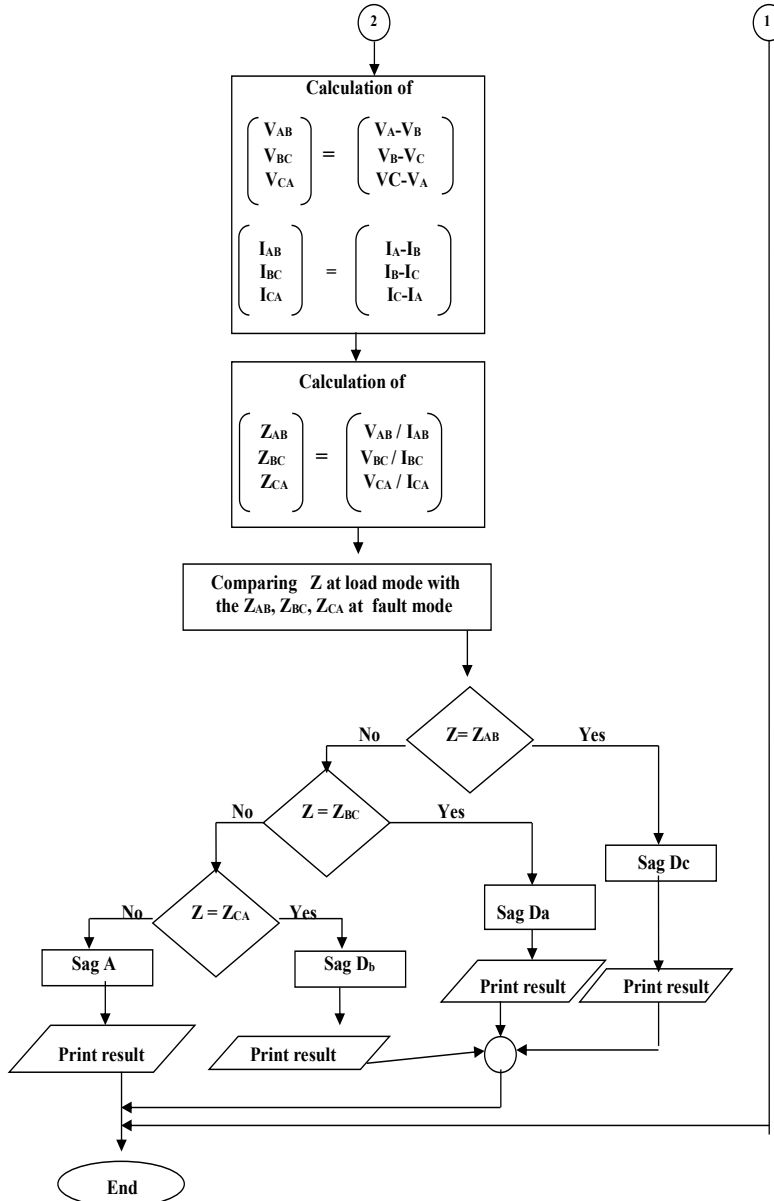 2
1
Calculation of
VAB
VBC
VCA
=
VA-VB
VB-VC
VC-VA
IAB
IBC
ICA
=
IA-IB
IB-IC
IC-IA
Calculation of
ZAB
ZBC
ZCA
=
VAB / IAB
VBC / IBC
VCA / ICA
Comparing Z at load mode with
the ZAB, ZBC, ZCA at fault mode
No
Z= ZAB
Yes
No
Z = ZBC
Yes
Sag Dc
No
Z = ZCA
Yes
Sag Da
Sag A
Sag Db
Print result
Print result
Print result
Print result
End